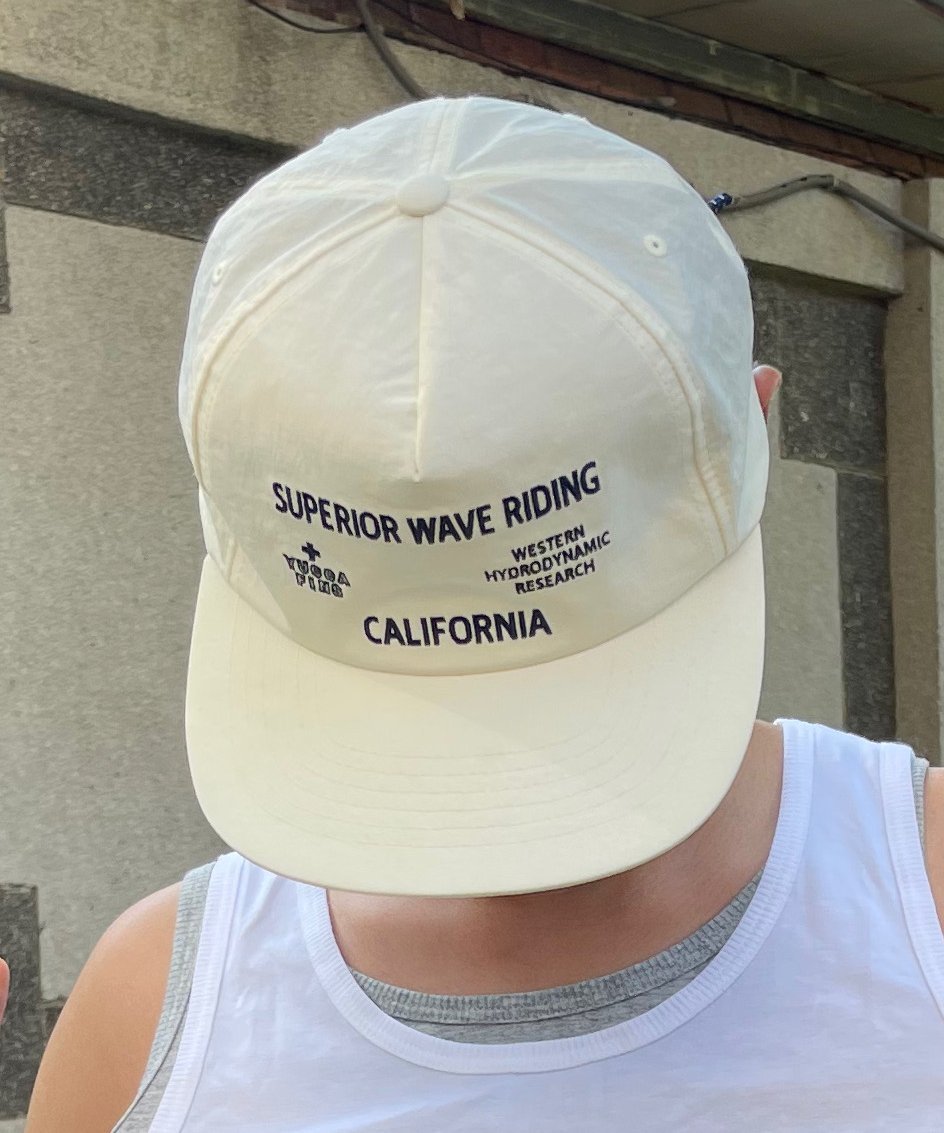 SUPERIOR WAVE RIDING
YUCCA
FINS
WESTERN
HYDRODYNAMIC
RESEARCH
CALIFORNIA